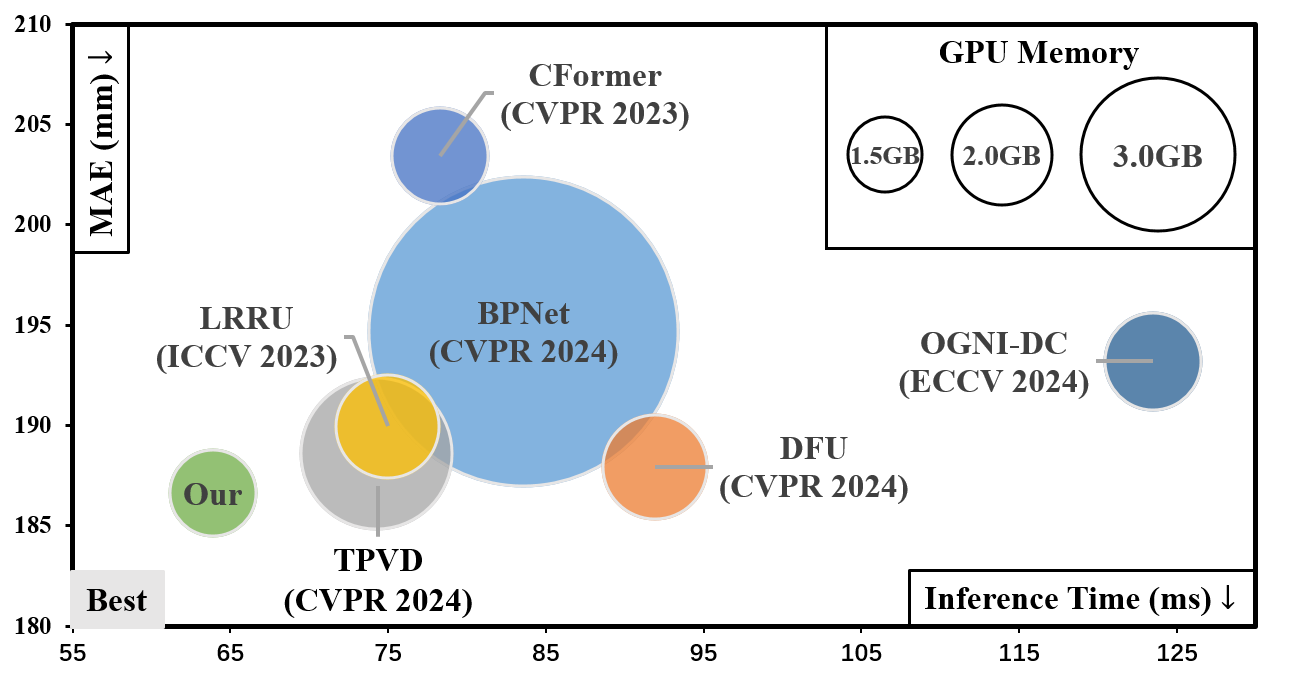 210
205
200
195
190
185
180
MAE (mm) ↓
GPU Memory
1.5GB
2.0GB
3.0GB
CFormer
(CVPR 2023)
LRRU
(ICCV 2023)
BPNet
(CVPR 2024)
OGNI-DC
(ECCV 2024)
DFU
(CVPR 2024)
Our
TPVD
(CVPR 2024)
Best
Inference Time (ms) ↓
55
65
75
85
95
105
115
125